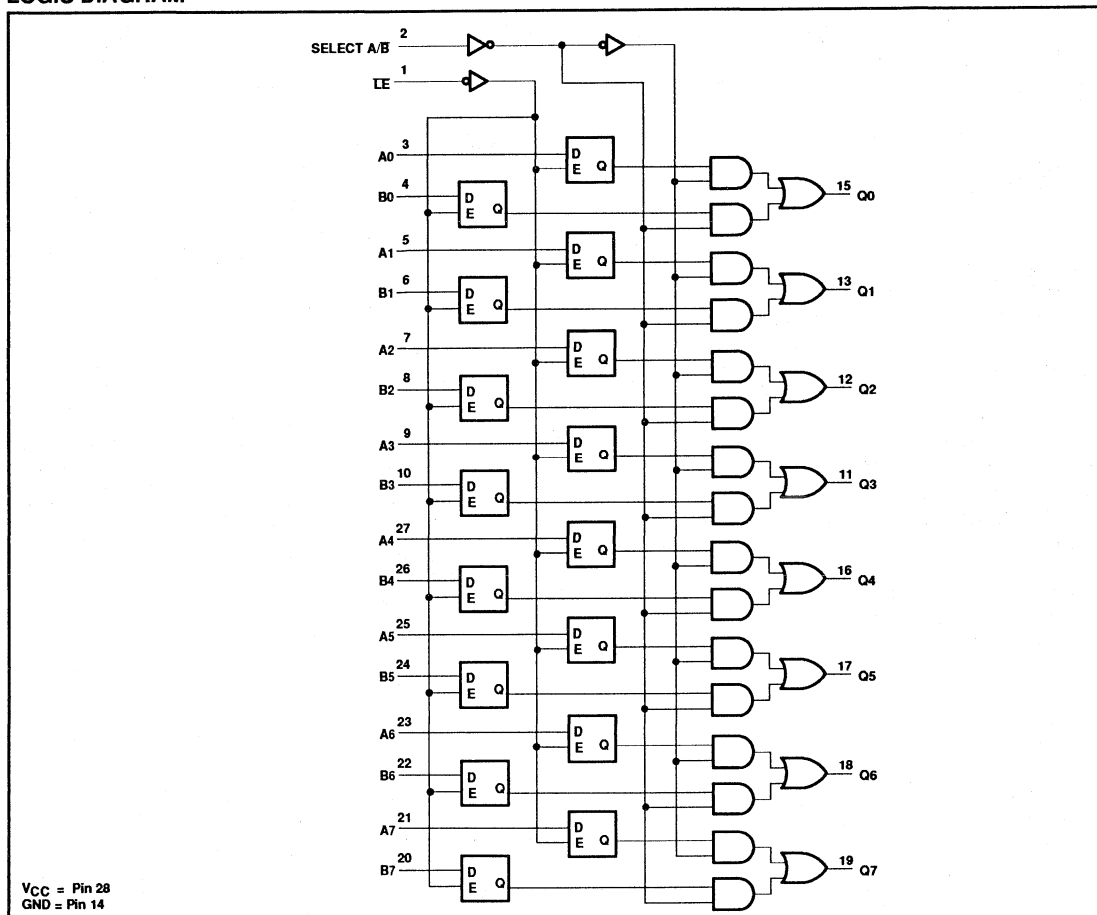 LOGIC DIAGRAM
SELECT A/B̅ 2
L̅E̅ 1
A0 3 D E Q
B0 4 D E Q
15 Q0
A1 5 D E Q
B1 6 D E Q
13 Q1
A2 7 D E Q
B2 8 D E Q
12 Q2
A3 9 D E Q
B3 10 D E Q
11 Q3
A4 27 D E Q
B4 26 D E Q
16 Q4
A5 25 D E Q
B5 24 D E Q
17 Q5
A6 23 D E Q
B6 22 D E Q
18 Q6
A7 21 D E Q
B7 20 D E Q
19 Q7
VCC = Pin 28
GND = Pin 14